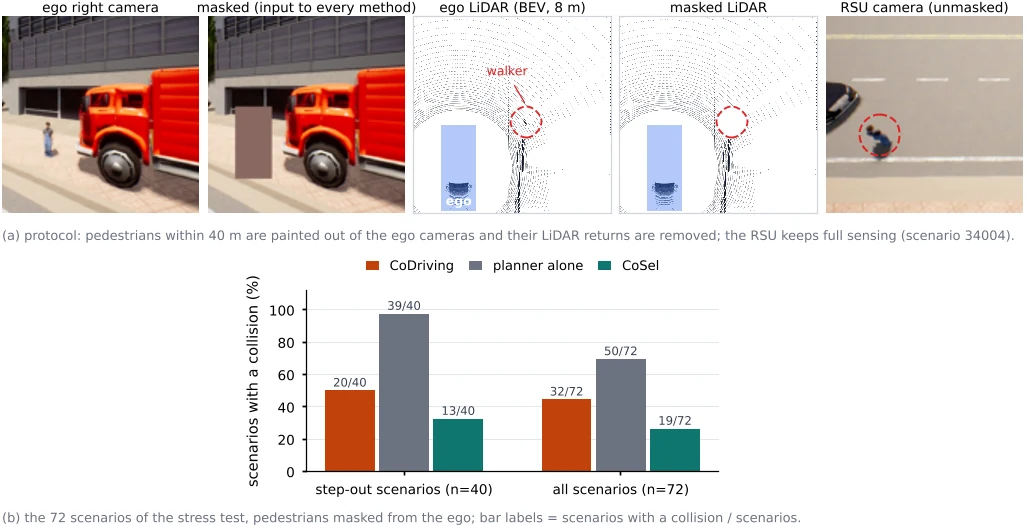 ego right camera
masked (input to every method)
ego LiDAR (BEV, 8 m)
masked LiDAR
RSU camera (unmasked)
walker
ego
(a) protocol: pedestrians within 40 m are painted out of the ego cameras and their LiDAR returns are removed; the RSU keeps full sensing (scenario 34004).
CoDriving
planner alone
CoSel
scenarios with a collision (%)
100
80
60
40
20
0
20/40
39/40
13/40
32/72
50/72
19/72
step-out scenarios (n=40)
all scenarios (n=72)
(b) the 72 scenarios of the stress test, pedestrians masked from the ego; bar labels = scenarios with a collision / scenarios.